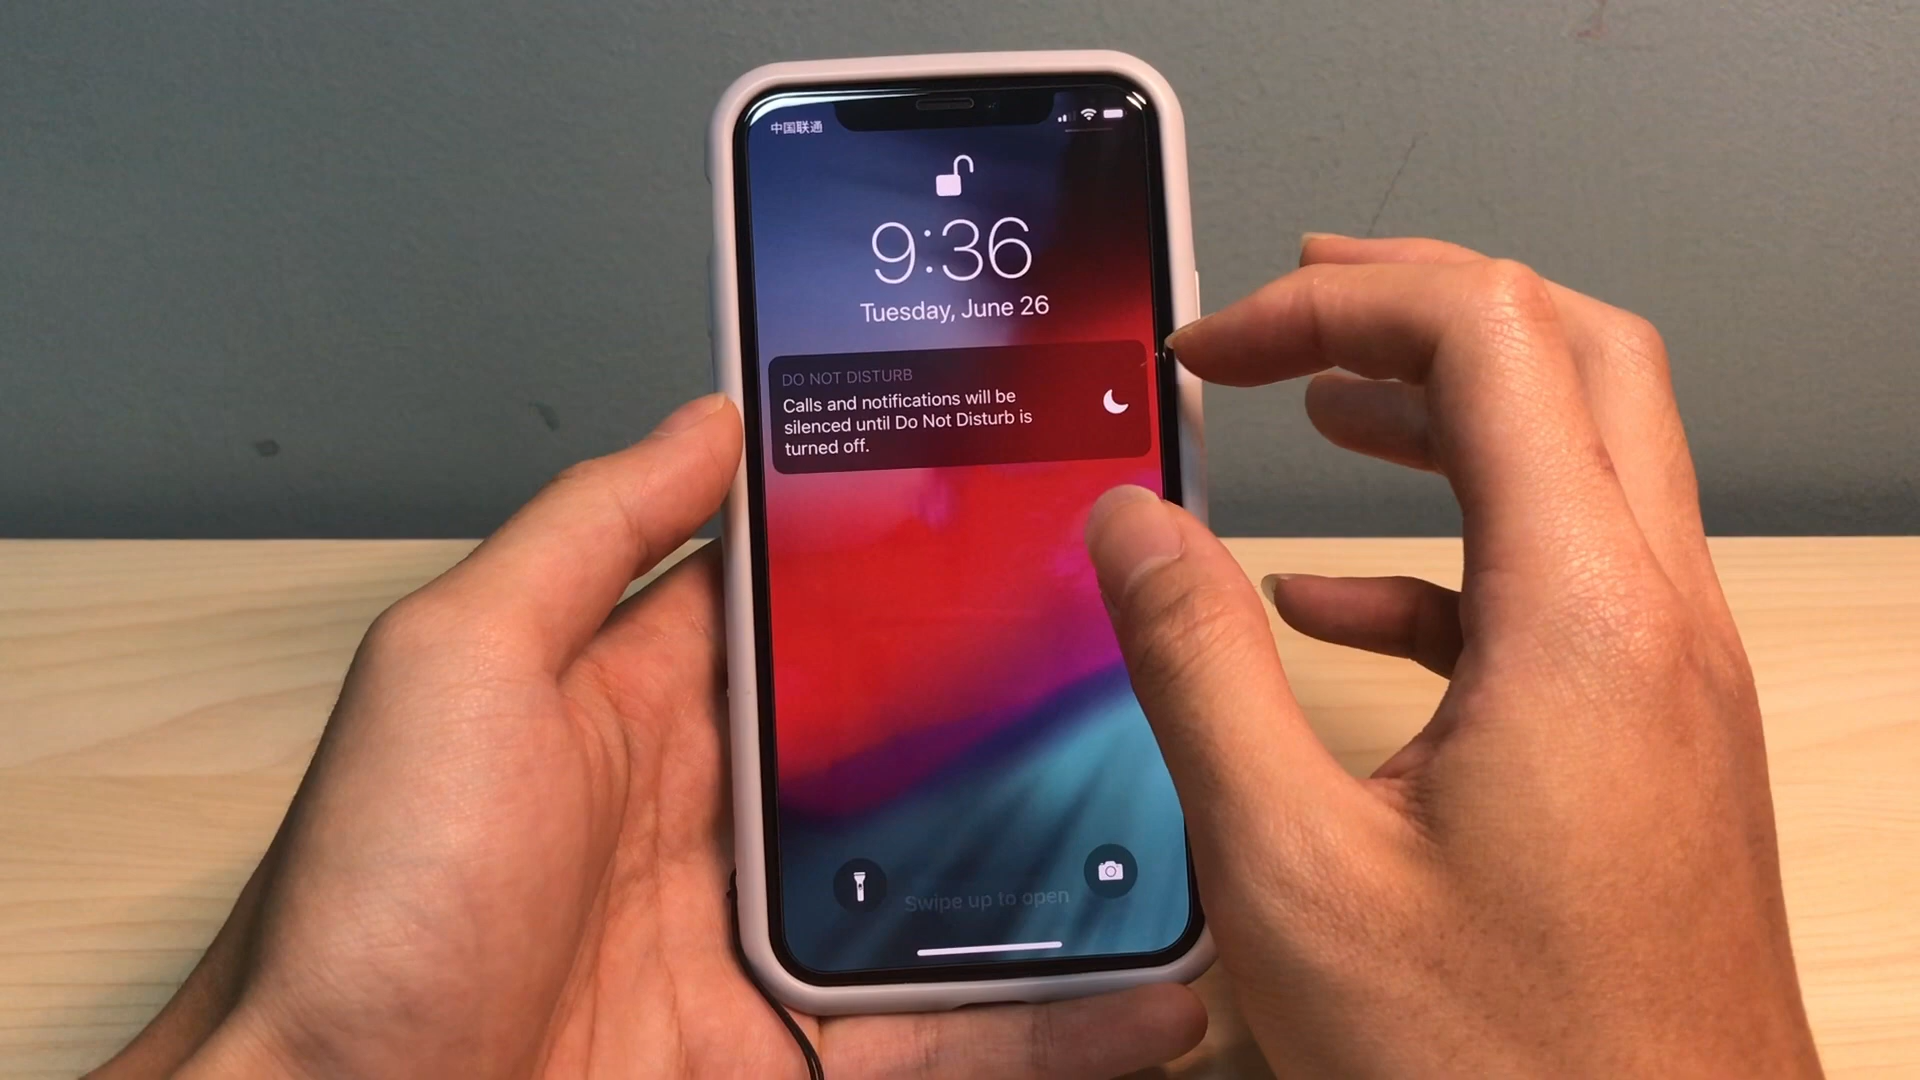 中国联通
9:36
Tuesday, June 26
DO NOT DISTURB
Calls and notifications will be
silenced until Do Not Disturb is
turned off.
Swipe up to open